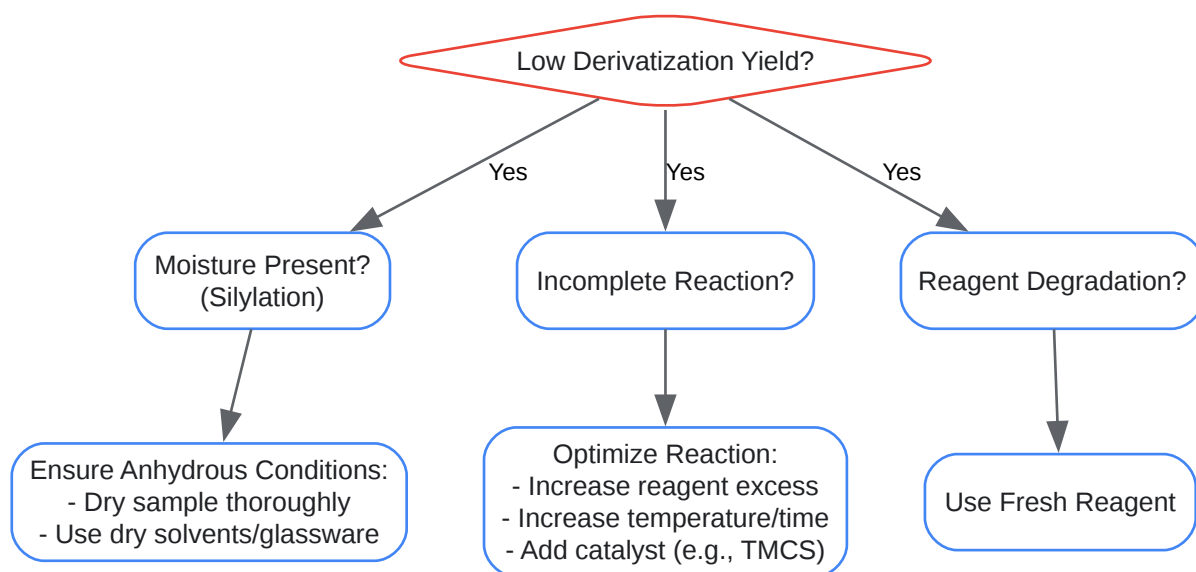 Low Derivatization Yield?
Yes
Yes
Yes
Moisture Present?
(Silylation)
Incomplete Reaction?
Reagent Degradation?
Ensure Anhydrous Conditions:
- Dry sample thoroughly
- Use dry solvents/glassware
Optimize Reaction:
- Increase reagent excess
- Increase temperature/time
- Add catalyst (e.g., TMCS)
Use Fresh Reagent